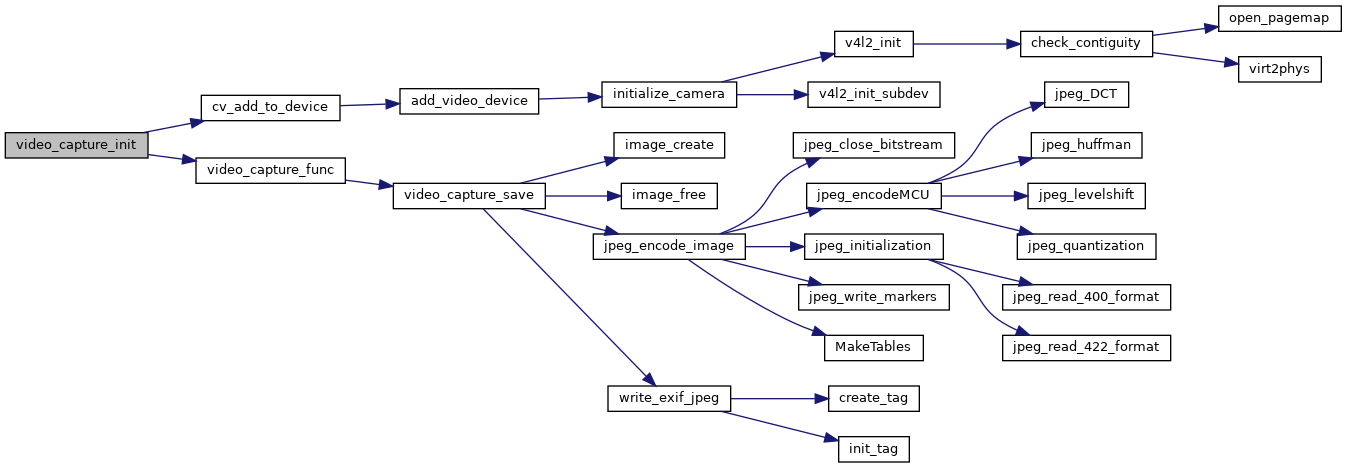 video_capture_init
cv_add_to_device
add_video_device
initialize_camera
v4l2_init
check_contiguity
open_pagemap
virt2phys
v4l2_init_subdev
video_capture_func
video_capture_save
image_create
image_free
jpeg_encode_image
jpeg_close_bitstream
jpeg_encodeMCU
jpeg_DCT
jpeg_huffman
jpeg_levelshift
jpeg_quantization
jpeg_initialization
jpeg_read_400_format
jpeg_read_422_format
jpeg_write_markers
MakeTables
write_exif_jpeg
create_tag
init_tag